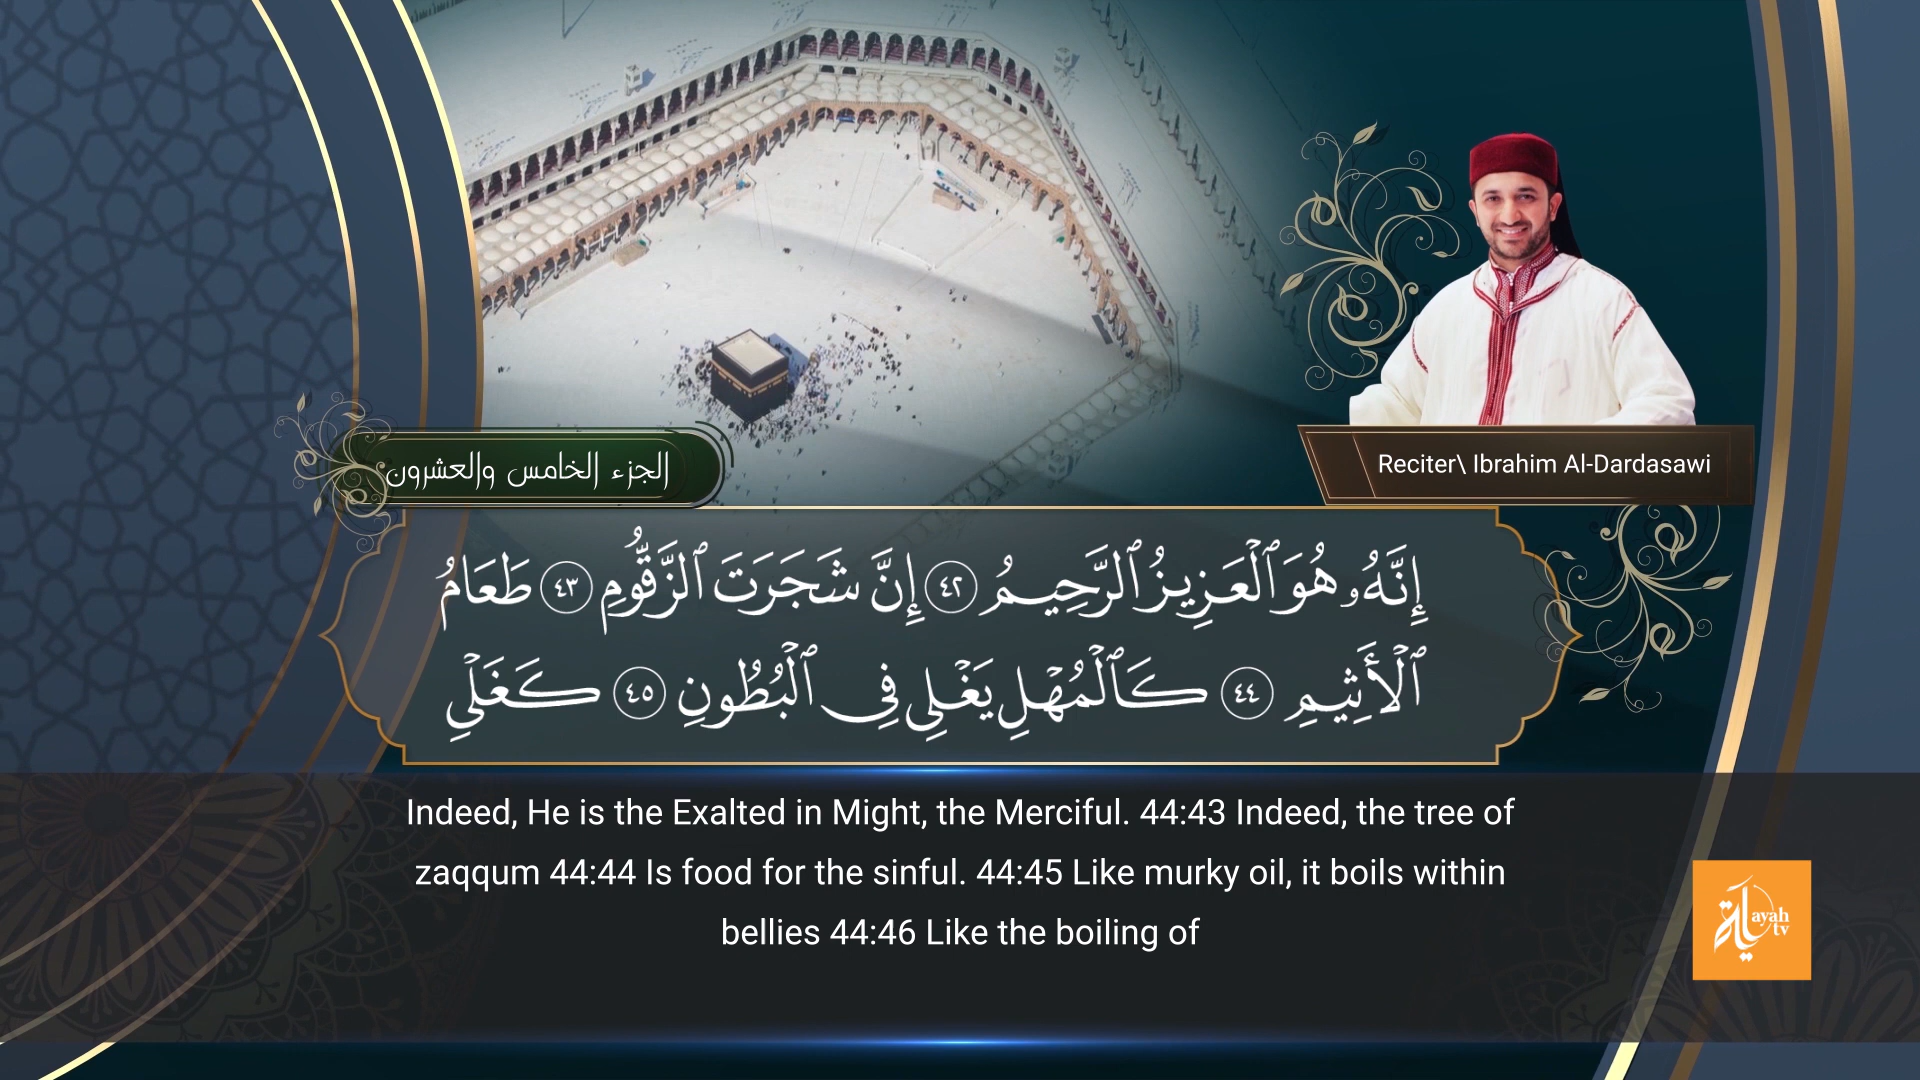 الجزء الخامس والعشرون
Reciter\ Ibrahim Al-Dardasawi
إِنَّهُۥ هُوَ ٱلْعَزِيزُ ٱلرَّحِيمُ ٤٢ إِنَّ شَجَرَتَ ٱلزَّقُّومِ ٤٣ طَعَامُ
ٱلْأَثِيمِ ٤٤ كَٱلْمُهْلِ يَغْلِى فِى ٱلْبُطُونِ ٤٥ كَغَلْىِ
Indeed, He is the Exalted in Might, the Merciful. 44:43 Indeed, the tree of
zaqqum 44:44 Is food for the sinful. 44:45 Like murky oil, it boils within
bellies 44:46 Like the boiling of
آية
ayah
tv